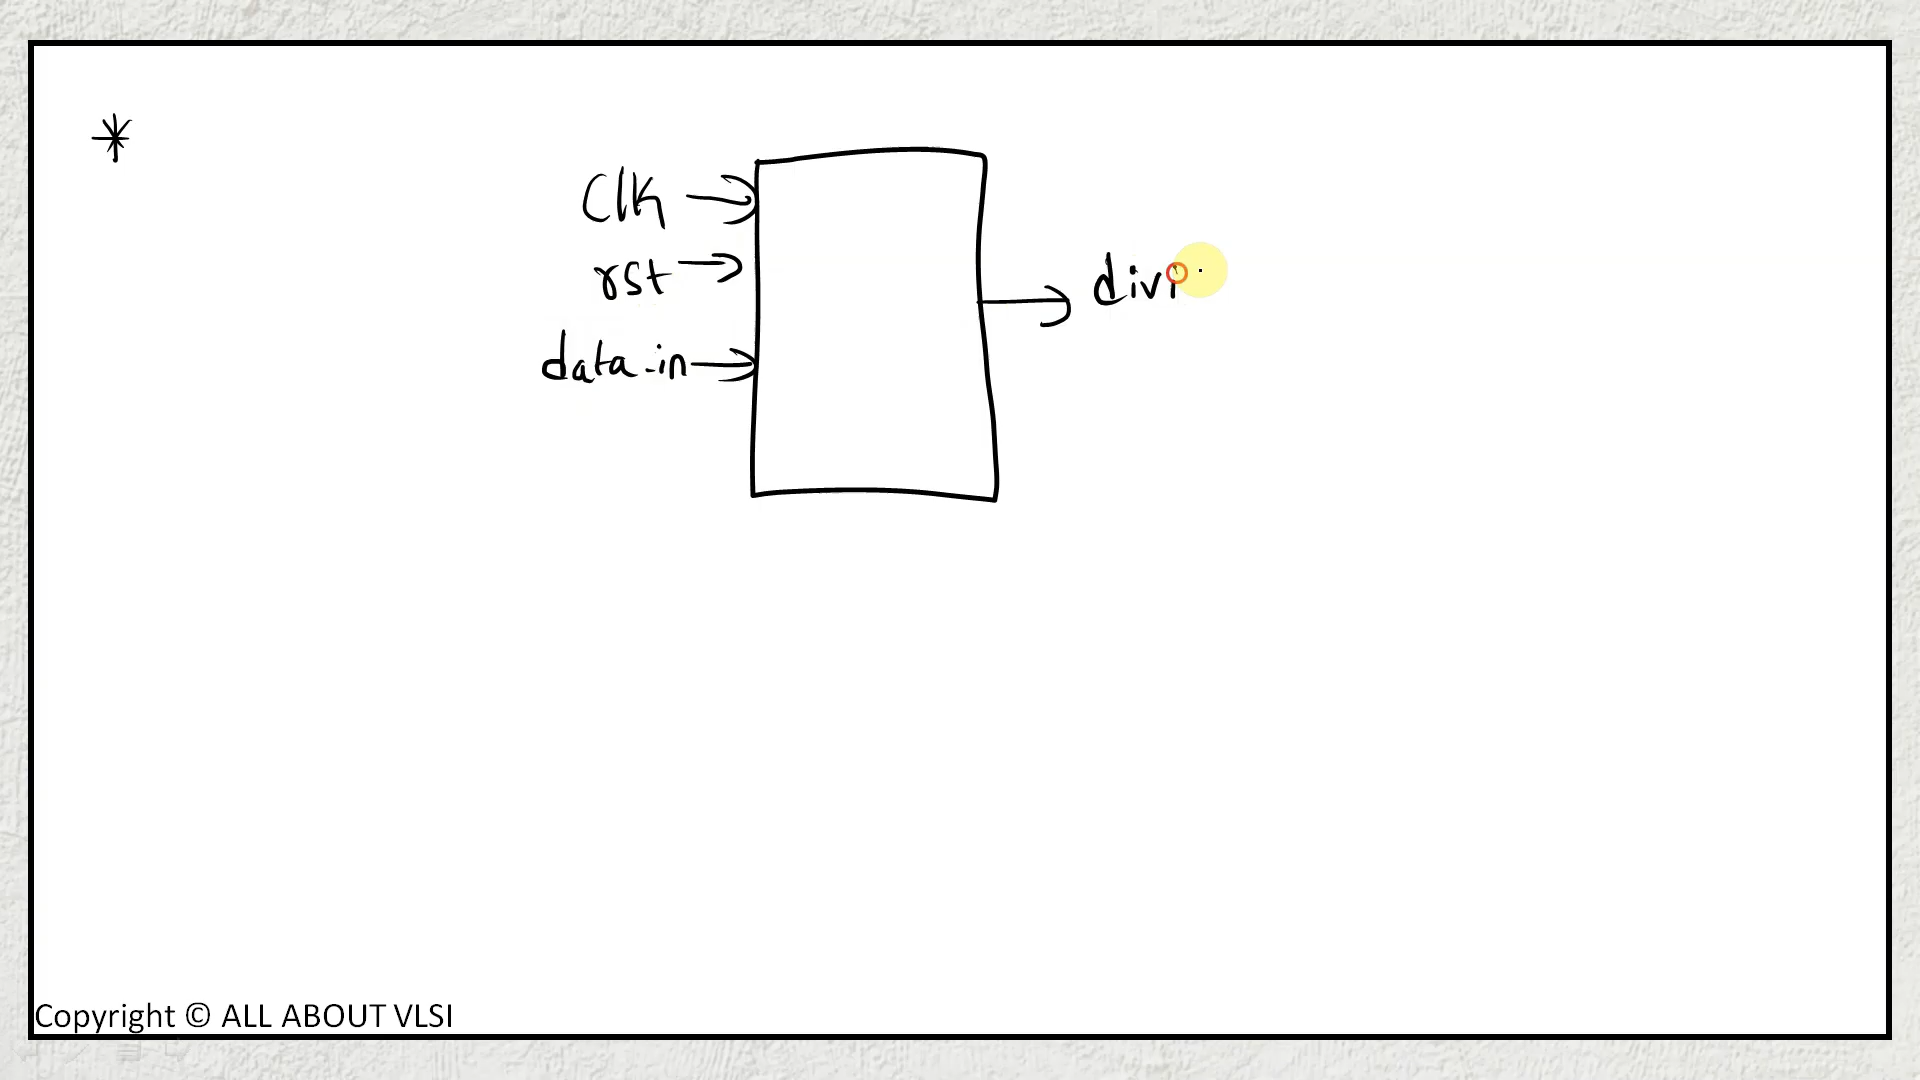 *
Clk
rst
data_in
divi
Copyright © ALL ABOUT VLSI